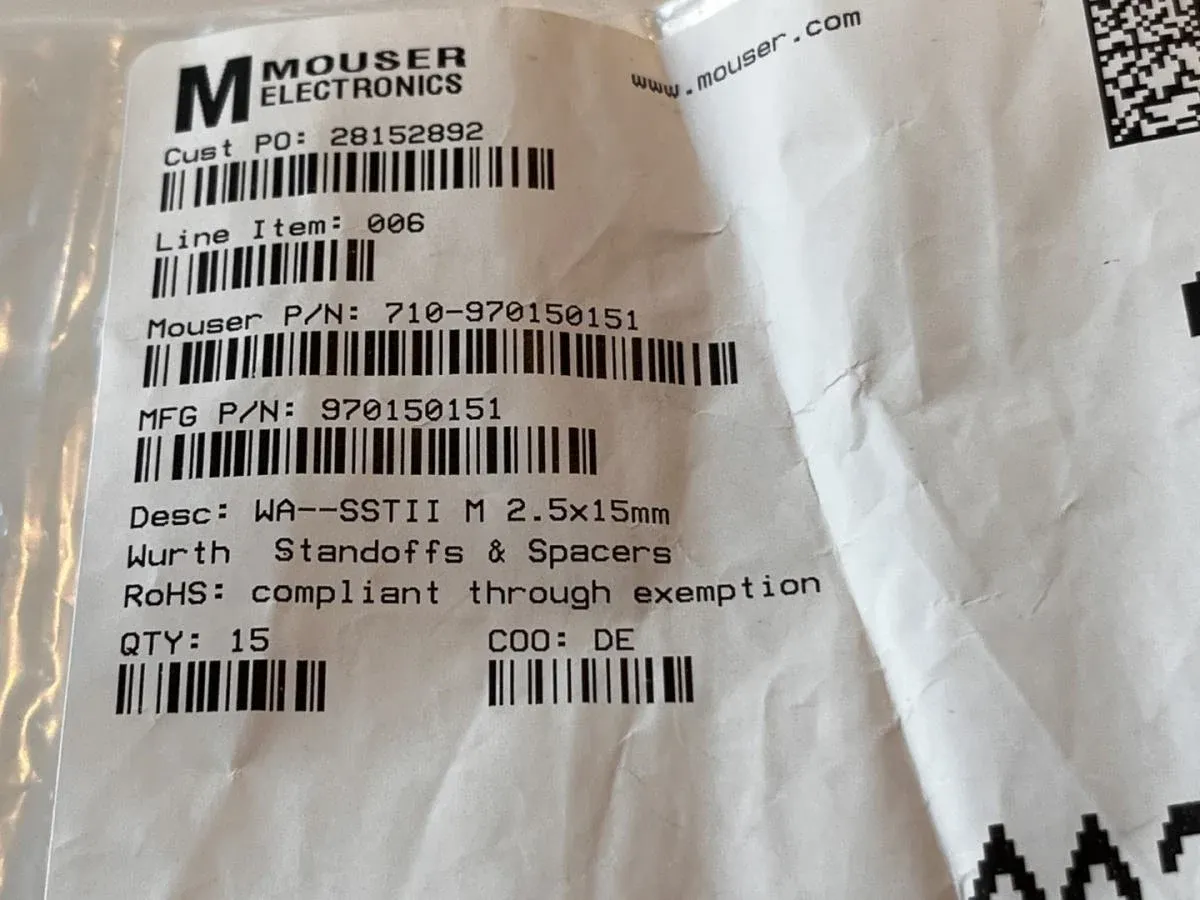 MOUSER
ELECTRONICS
www.mouser.com
Cust PO: 28152892
Line Item: 006
Mouser P/N: 710-970150151
MFG P/N: 970150151
Desc: WA--SSTII M 2.5x15mm
Wurth Standoffs & Spacers
RoHS: compliant through exemption
QTY: 15 COO: DE